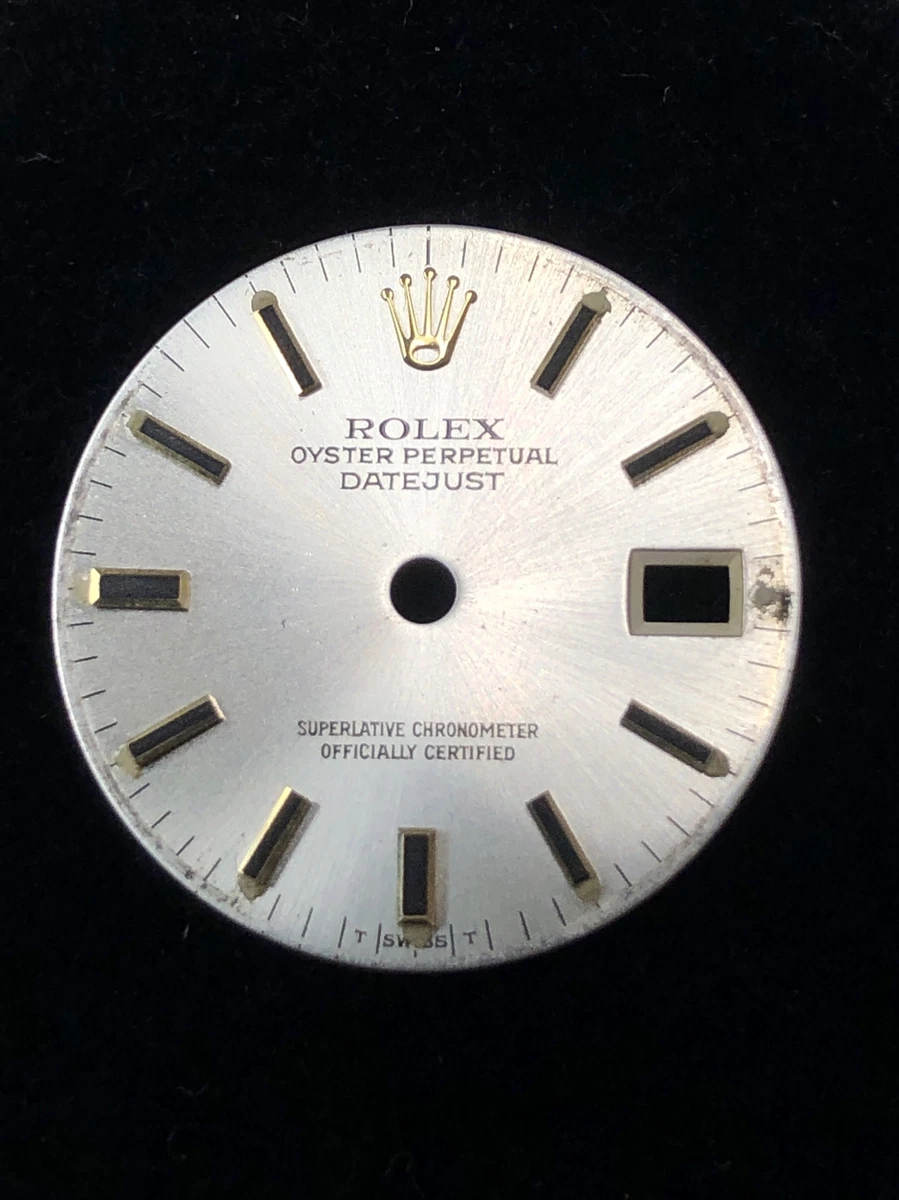 ROLEX
OYSTER PERPETUAL
DATEJUST
SUPERLATIVE CHRONOMETER
OFFICIALLY CERTIFIED
T SWISS T